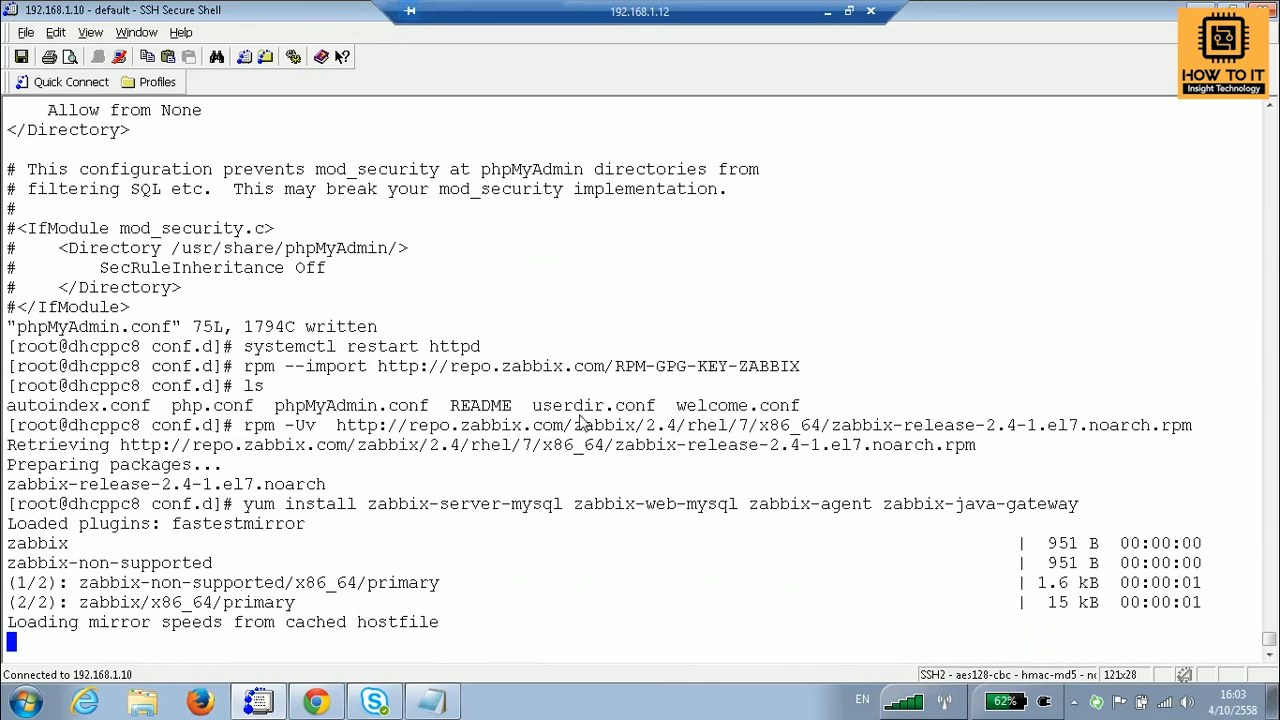 192.168.1.10 - default - SSH Secure Shell
192.168.1.12
File Edit View Window Help
Quick Connect Profiles
HOW TO IT
Insight Technology
Allow from None
</Directory>
# This configuration prevents mod_security at phpMyAdmin directories from
# filtering SQL etc.  This may break your mod_security implementation.
#
#<IfModule mod_security.c>
#    <Directory /usr/share/phpMyAdmin/>
#        SecRuleInheritance Off
#    </Directory>
#</IfModule>
"phpMyAdmin.conf" 75L, 1794C written
[root@dhcppc8 conf.d]# systemctl restart httpd
[root@dhcppc8 conf.d]# rpm --import http://repo.zabbix.com/RPM-GPG-KEY-ZABBIX
[root@dhcppc8 conf.d]# ls
autoindex.conf  php.conf  phpMyAdmin.conf  README  userdir.conf  welcome.conf
[root@dhcppc8 conf.d]# rpm -Uv  http://repo.zabbix.com/zabbix/2.4/rhel/7/x86_64/zabbix-release-2.4-1.el7.noarch.rpm
Retrieving http://repo.zabbix.com/zabbix/2.4/rhel/7/x86_64/zabbix-release-2.4-1.el7.noarch.rpm
Preparing packages...
zabbix-release-2.4-1.el7.noarch
[root@dhcppc8 conf.d]# yum install zabbix-server-mysql zabbix-web-mysql zabbix-agent zabbix-java-gateway
Loaded plugins: fastestmirror
zabbix | 951 B 00:00:00
zabbix-non-supported | 951 B 00:00:00
(1/2): zabbix-non-supported/x86_64/primary | 1.6 kB 00:00:01
(2/2): zabbix/x86_64/primary | 15 kB 00:00:01
Loading mirror speeds from cached hostfile
Connected to 192.168.1.10 SSH2 - aes128-cbc - hmac-md5 - nc 121x28
EN 62% 16:03
4/10/2558